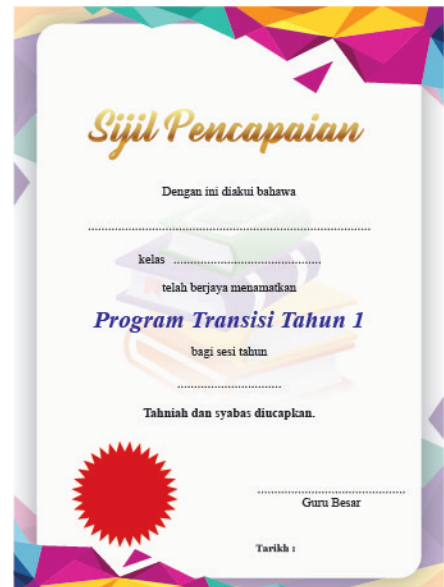 Sijil Pencapaian
Dengan ini diakui bahawa
........................................................................
kelas ..........................................
telah berjaya menamatkan
Program Transisi Tahun 1
bagi sesi tahun
..............................
Tahniah dan syabas diucapkan.
..........................................
Guru Besar
Tarikh :